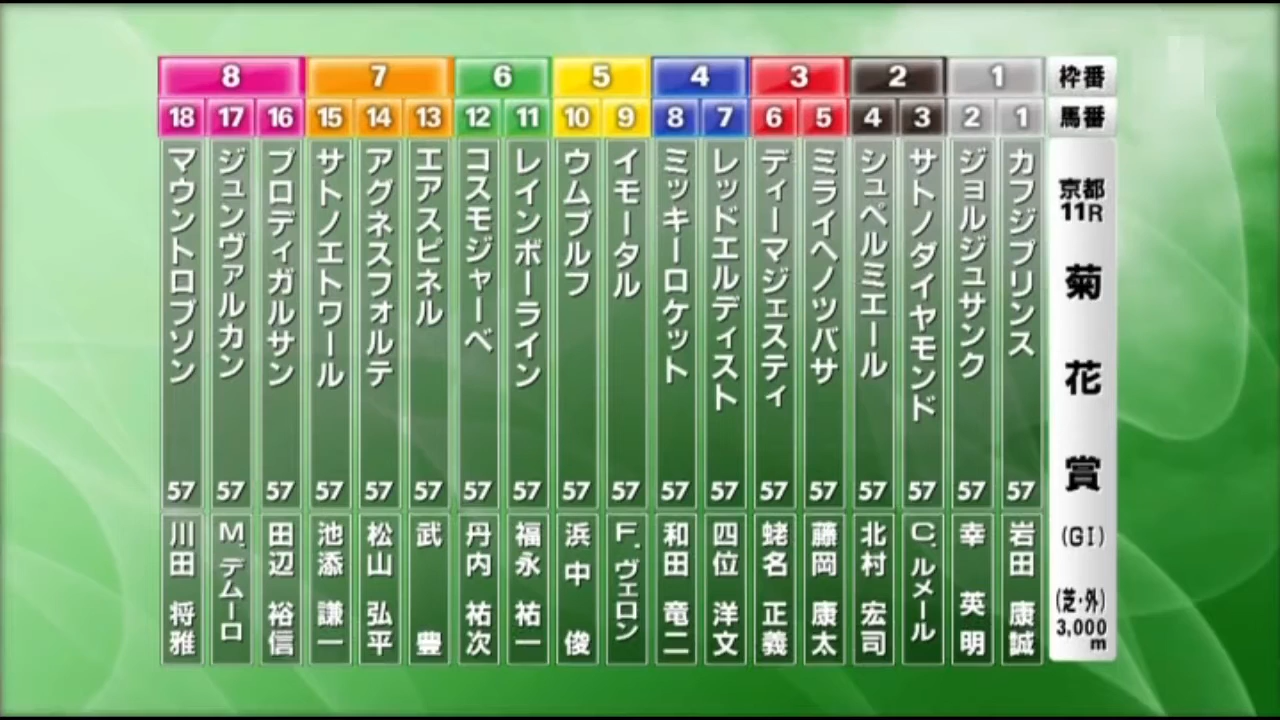 枠番
馬番
京都
11R
菊花賞
(GI)
(芝・外)
3,000m
1
1
カフジプリンス
57
岩田 康誠
2
ジョルジュサンク
57
幸 英明
2
3
サトノダイヤモンド
57
C.ルメール
4
シュペルミエール
57
北村 宏司
3
5
ミライヘノツバサ
57
藤岡 康太
6
ディーマジェスティ
57
蛯名 正義
4
7
レッドエルディスト
57
四位 洋文
8
ミッキーロケット
57
和田 竜二
5
9
イモータル
57
F.ヴェロン
10
ウムブルフ
57
浜中 俊
6
11
レインボーライン
57
福永 祐一
12
コスモジャーベ
57
丹内 祐次
7
13
エアスピネル
57
武 豊
14
アグネスフォルテ
57
松山 弘平
15
サトノエトワール
57
池添 謙一
8
16
プロディガルサン
57
田辺 裕信
17
ジュンヴァルカン
57
M.デムーロ
18
マウントロブソン
57
川田 将雅